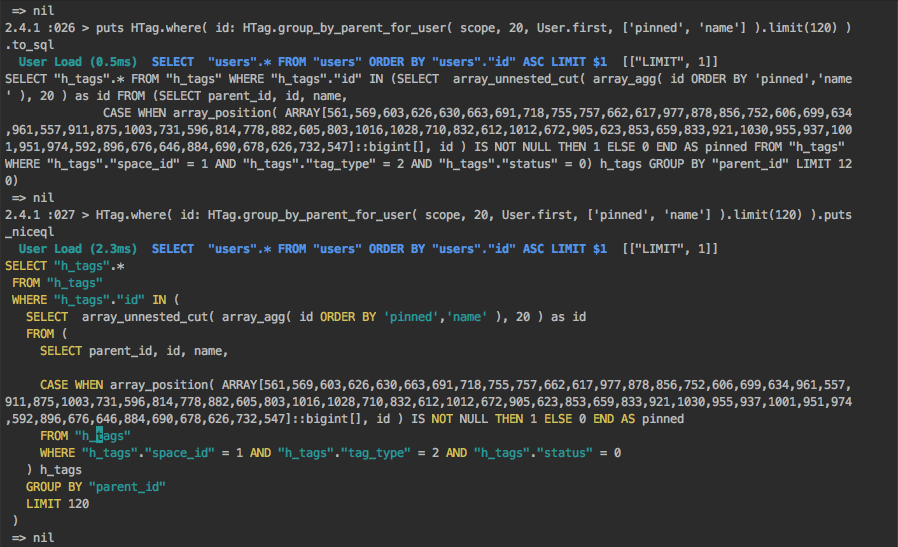 => nil
2.4.1 :026 > puts HTag.where( id: HTag.group_by_parent_for_user( scope, 20, User.first, ['pinned', 'name'] ).limit(120) )
.to_sql
User Load (0.5ms)  SELECT  "users".* FROM "users" ORDER BY "users"."id" ASC LIMIT $1  [["LIMIT", 1]]
SELECT "h_tags".* FROM "h_tags" WHERE "h_tags"."id" IN (SELECT  array_unnested_cut( array_agg( id ORDER BY 'pinned','name
' ), 20 ) as id FROM (SELECT parent_id, id, name,
CASE WHEN array_position( ARRAY[561,569,603,626,630,663,691,718,755,757,662,617,977,878,856,752,606,699,634
,961,557,911,875,1003,731,596,814,778,882,605,803,1016,1028,710,832,612,1012,672,905,623,853,659,833,921,1030,955,937,100
1,951,974,592,896,676,646,884,690,678,626,732,547]::bigint[], id ) IS NOT NULL THEN 1 ELSE 0 END AS pinned FROM "h_tags"
WHERE "h_tags"."space_id" = 1 AND "h_tags"."tag_type" = 2 AND "h_tags"."status" = 0) h_tags GROUP BY "parent_id" LIMIT 12
0)
=> nil
2.4.1 :027 > HTag.where( id: HTag.group_by_parent_for_user( scope, 20, User.first, ['pinned', 'name'] ).limit(120) ).puts
_niceql
User Load (2.3ms)  SELECT  "users".* FROM "users" ORDER BY "users"."id" ASC LIMIT $1  [["LIMIT", 1]]
SELECT "h_tags".*
FROM "h_tags"
WHERE "h_tags"."id" IN (
SELECT  array_unnested_cut( array_agg( id ORDER BY 'pinned','name' ), 20 ) as id
FROM (
SELECT parent_id, id, name,
CASE WHEN array_position( ARRAY[561,569,603,626,630,663,691,718,755,757,662,617,977,878,856,752,606,699,634,961,557,
911,875,1003,731,596,814,778,882,605,803,1016,1028,710,832,612,1012,672,905,623,853,659,833,921,1030,955,937,1001,951,974
,592,896,676,646,884,690,678,626,732,547]::bigint[], id ) IS NOT NULL THEN 1 ELSE 0 END AS pinned
FROM "h_tags"
WHERE "h_tags"."space_id" = 1 AND "h_tags"."tag_type" = 2 AND "h_tags"."status" = 0
) h_tags
GROUP BY "parent_id"
LIMIT 120
)
=> nil